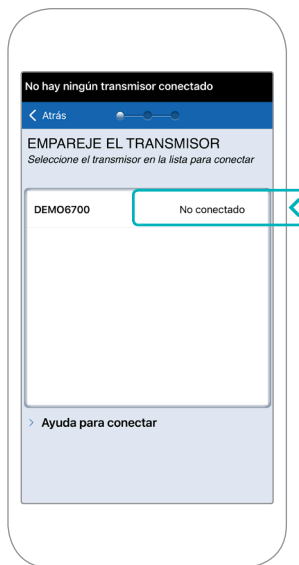 No hay ningún transmisor conectado
Atrás
EMPAREJE EL TRANSMISOR
Seleccione el transmisor en la lista para conectar
DEMO6700 No conectado
Ayuda para conectar